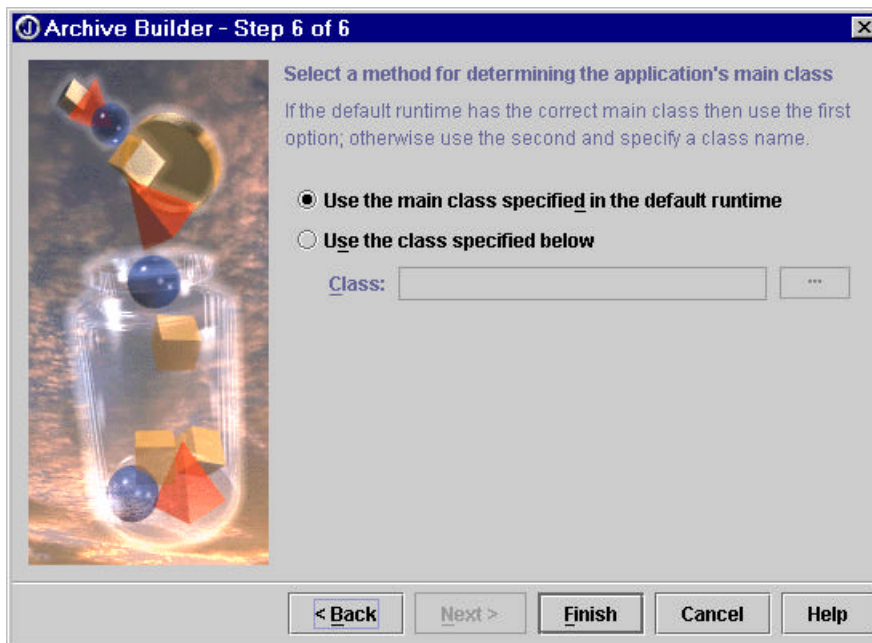 Archive Builder - Step 6 of 6
Select a method for determining the application's main class
If the default runtime has the correct main class then use the first
option; otherwise use the second and specify a class name.
Use the main class specified in the default runtime
Use the class specified below
Class:
...
< Back Next > Finish Cancel Help